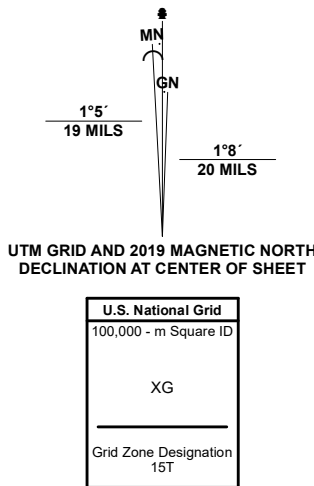 MN
GN
1°5´
19 MILS
1°8´
20 MILS
UTM GRID AND 2019 MAGNETIC NORTH
DECLINATION AT CENTER OF SHEET
U.S. National Grid
100,000 - m Square ID
XG
Grid Zone Designation
15T